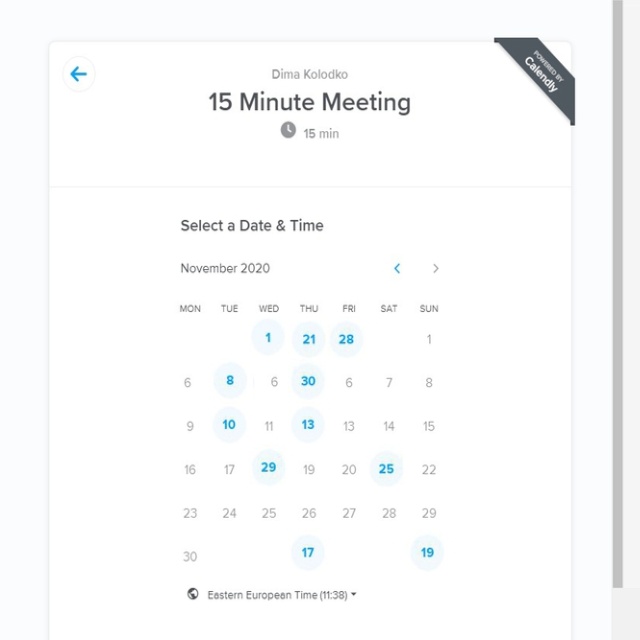 POWERED BY
Calendly
Dima Kolodko
15 Minute Meeting
15 min
Select a Date & Time
November 2020
MON TUE WED THU FRI SAT SUN
1 21 28 1
6 8 6 30 6 7 8
9 10 11 13 13 14 15
16 17 29 19 20 25 22
23 24 25 26 27 28 29
30 17 19
Eastern European Time (11:38)